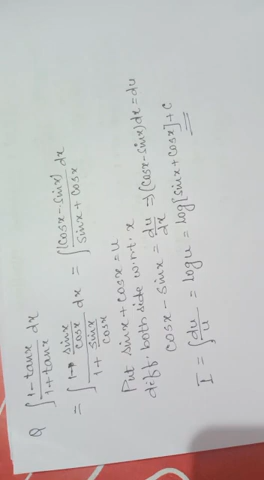 Q ∫ (1 - tanx)/(1 + tanx) dx
= ∫ (1 - sinx/cosx)/(1 + sinx/cosx) dx = ∫ (cosx - sinx)/(sinx + cosx) dx
Put sinx + cosx = u
diff. both side w.r.t. x
cosx - sinx = du/dx ⇒ (cosx - sinx) dx = du
I = ∫ du/u = log u = log[sinx + cosx] + c